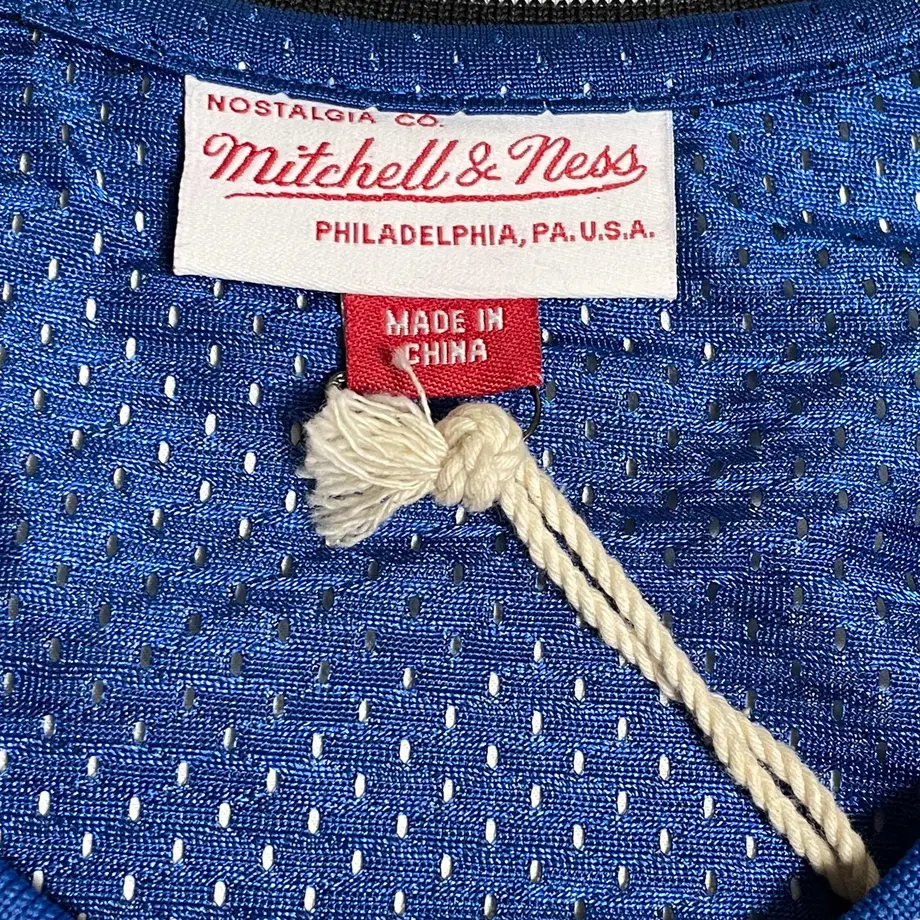 NOSTALGIA CO.
Mitchell & Ness
PHILADELPHIA, PA. U.S.A.
MADE IN
CHINA